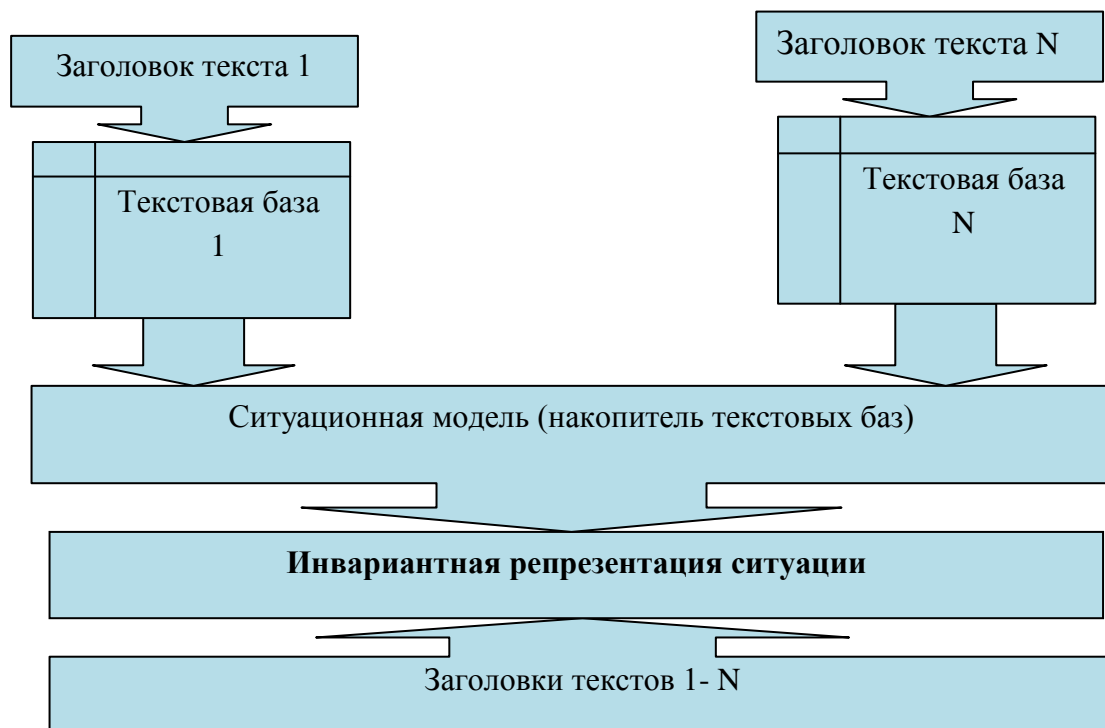 Заголовок текста 1
Заголовок текста N
Текстовая база
1
Текстовая база
N
Ситуационная модель (накопитель текстовых баз)
Инвариантная репрезентация ситуации
Заголовки текстов 1- N